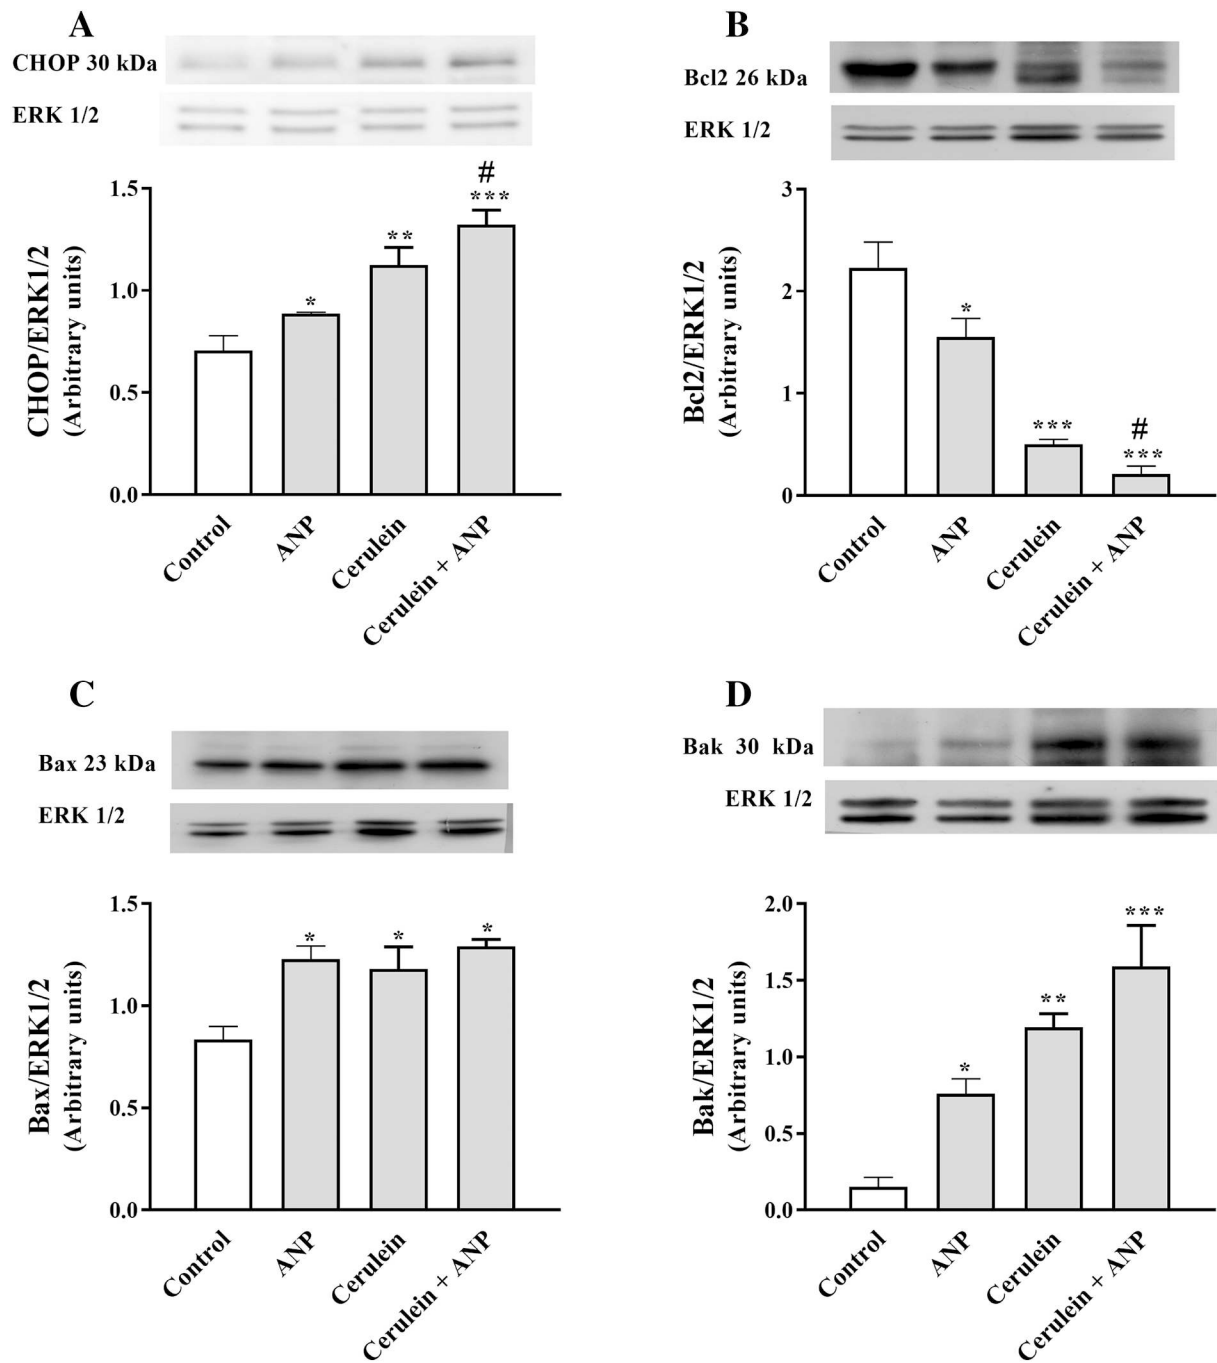 A
CHOP 30 kDa
ERK 1/2
#
***
**
*
1.5
1.0
0.5
0.0
CHOP/ERK1/2
(Arbitrary units)
Control
ANP
Cerulein
Cerulein + ANP
B
Bcl2 26 kDa
ERK 1/2
3
2
1
0
*
***
#
***
Bcl2/ERK1/2
(Arbitrary units)
Control
ANP
Cerulein
Cerulein + ANP
C
Bax 23 kDa
ERK 1/2
1.5
1.0
0.5
0.0
*
*
*
Bax/ERK1/2
(Arbitrary units)
Control
ANP
Cerulein
Cerulein + ANP
D
Bak 30 kDa
ERK 1/2
2.0
1.5
1.0
0.5
0.0
***
**
*
Bak/ERK1/2
(Arbitrary units)
Control
ANP
Cerulein
Cerulein + ANP